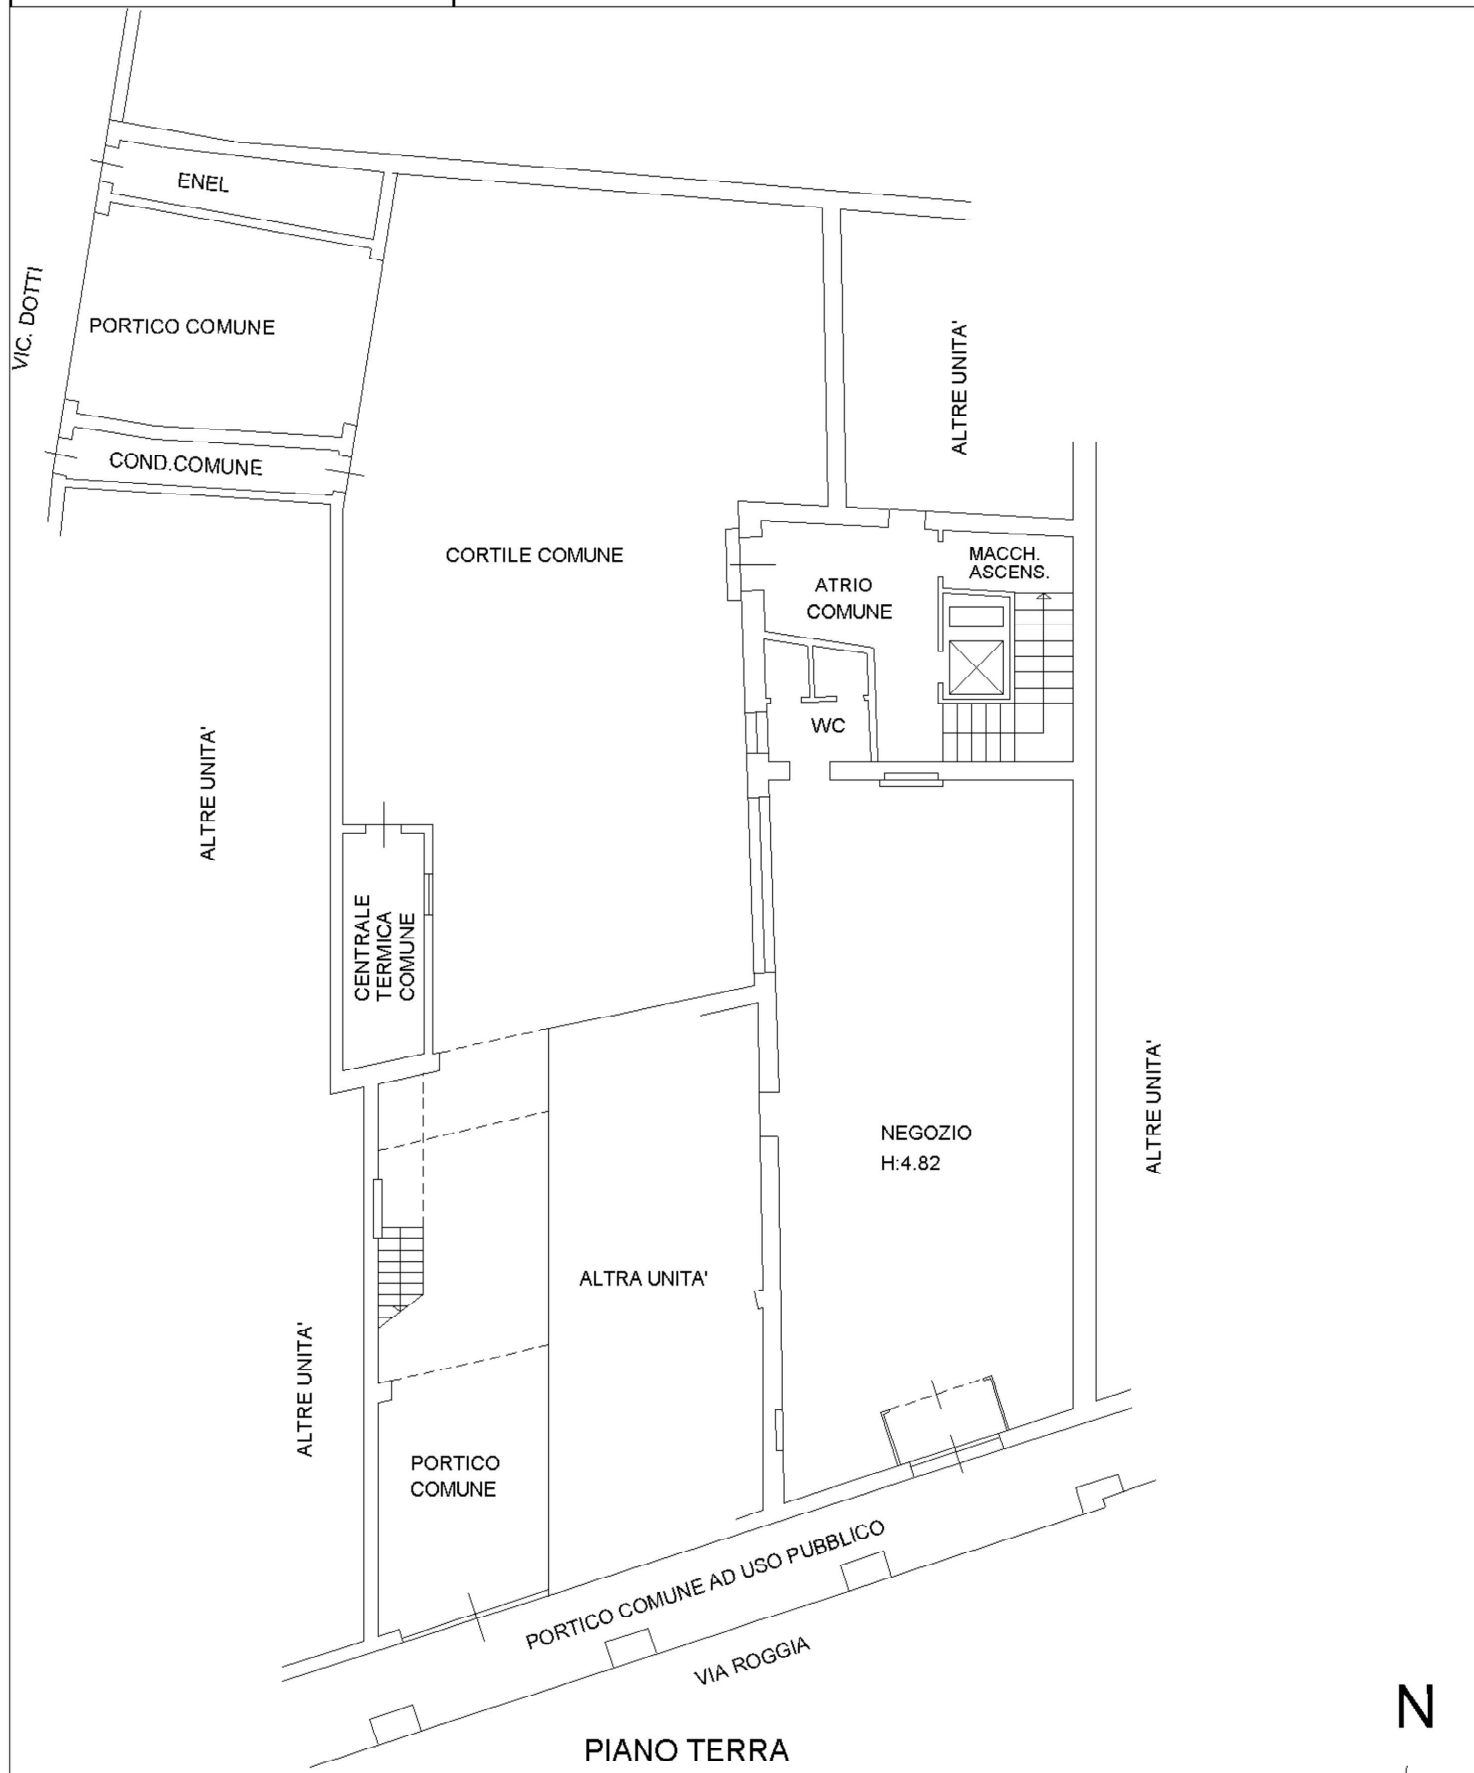 ENEL
VIC. DOTTI
PORTICO COMUNE
ALTRE UNITA'
COND.COMUNE
CORTILE COMUNE
MACCH.
ASCENS.
ATRIO
COMUNE
WC
ALTRE UNITA'
CENTRALE
TERMICA
COMUNE
ALTRE UNITA'
NEGOZIO
H:4.82
ALTRA UNITA'
ALTRE UNITA'
PORTICO
COMUNE
PORTICO COMUNE AD USO PUBBLICO
VIA ROGGIA
N
PIANO TERRA